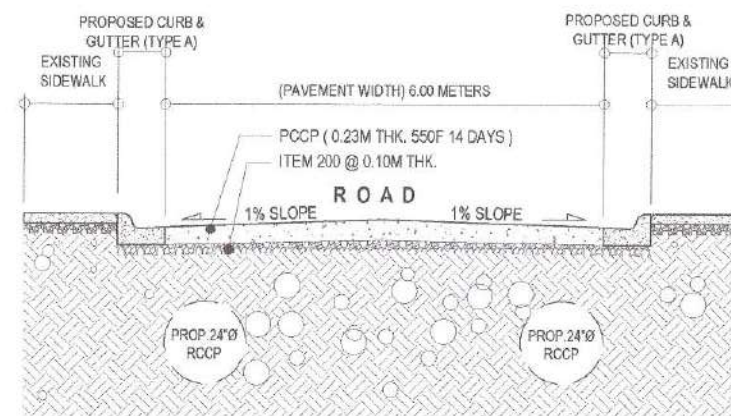 PROPOSED CURB &
GUTTER (TYPE A)
PROPOSED CURB &
GUTTER (TYPE A)
EXISTING
SIDEWALK
EXISTING
SIDEWALK
(PAVEMENT WIDTH) 6.00 METERS
PCCP ( 0.23M THK. 550F 14 DAYS )
ITEM 200 @ 0.10M THK.
ROAD
1% SLOPE
1% SLOPE
PROP.24"Ø
RCCP
PROP.24"Ø
RCCP